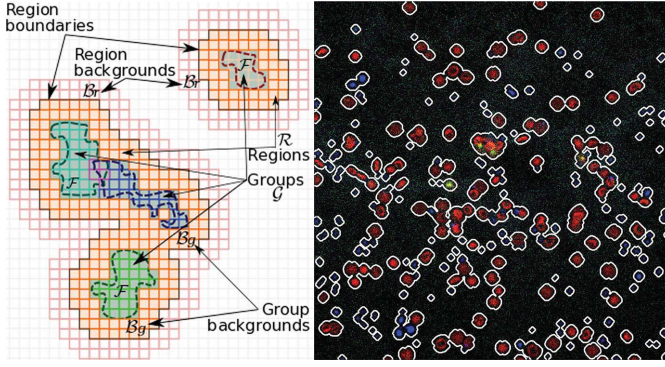 Region
boundaries
Region
backgrounds
ℬr
ℬr
ℱ
ℛ
Regions
Groups
𝒢
ℱ
ℬg
ℱ
ℬg
Group
backgrounds